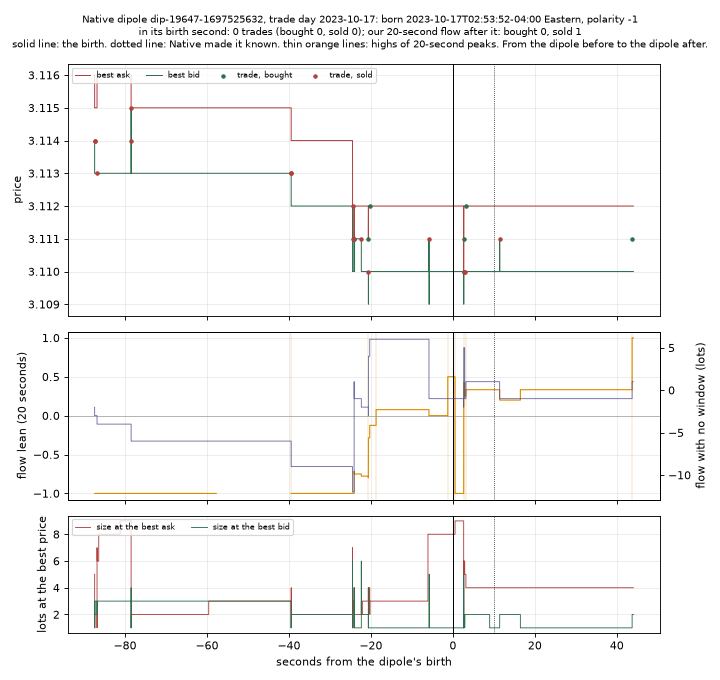 Native dipole dip-19647-1697525632, trade day 2023-10-17: born 2023-10-17T02:53:52-04:00 Eastern, polarity -1
in its birth second: 0 trades (bought 0, sold 0); our 20-second flow after it: bought 0, sold 1
solid line: the birth. dotted line: Native made it known. thin orange lines: highs of 20-second peaks. From the dipole before to the dipole after.
best ask
best bid
trade, bought
trade, sold
3.116
3.115
3.114
3.113
3.112
3.111
3.110
3.109
price
1.0
0.5
0.0
−0.5
−1.0
flow lean (20 seconds)
5
0
−5
−10
flow with no window (lots)
size at the best ask
size at the best bid
8
6
4
2
lots at the best price
−80
−60
−40
−20
0
20
40
seconds from the dipole's birth